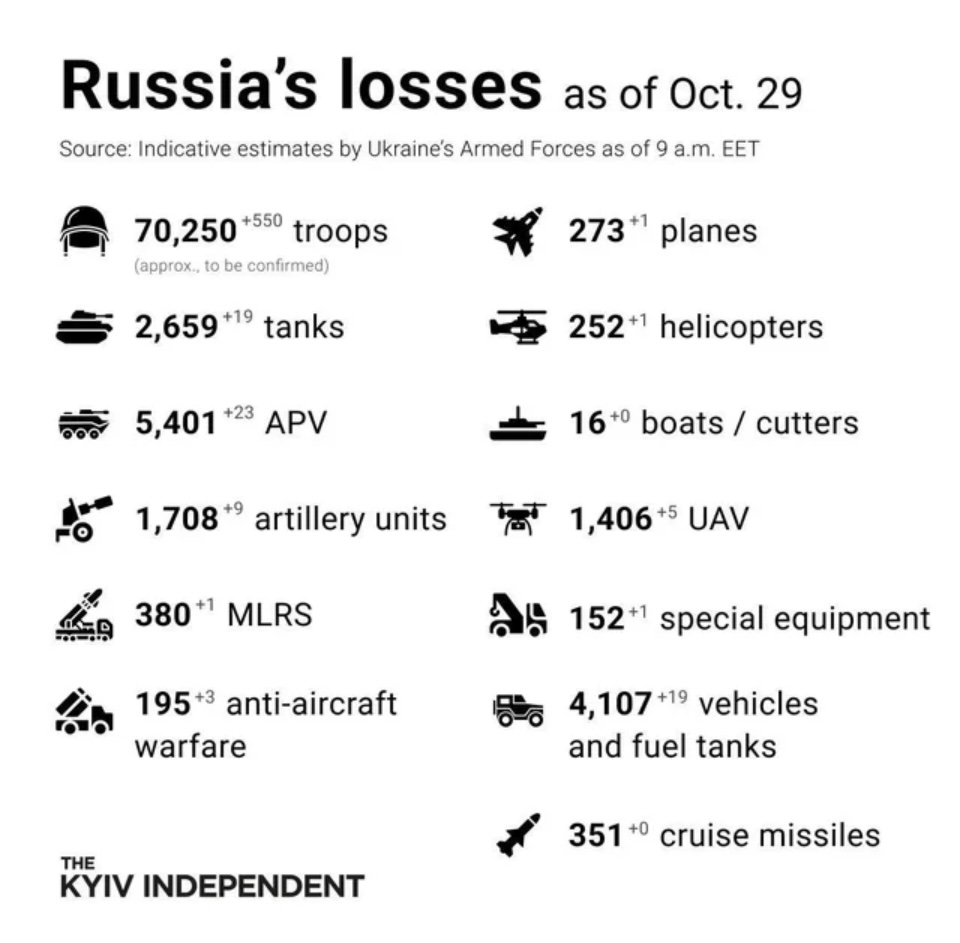 Russia's losses as of Oct. 29
Source: Indicative estimates by Ukraine's Armed Forces as of 9 a.m. EET
70,250 +550 troops
(approx., to be confirmed)
2,659 +19 tanks
5,401 +23 APV
1,708 +9 artillery units
380 +1 MLRS
195 +3 anti-aircraft
warfare
273 +1 planes
252 +1 helicopters
16 +0 boats / cutters
1,406 +5 UAV
152 +1 special equipment
4,107 +19 vehicles
and fuel tanks
351 +0 cruise missiles
THE
KYIV INDEPENDENT